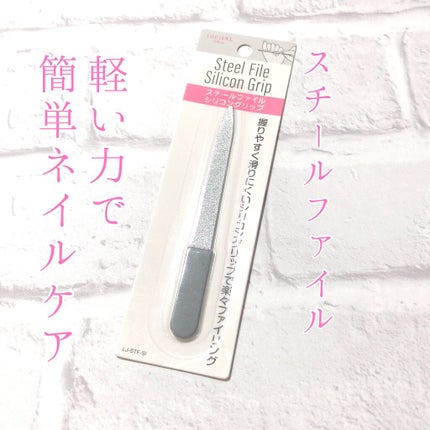 スチールファイル
軽い力で
簡単ネイルケア
Steel File
Silicon Grip
スチールファイル
シリコングリップ
握りやすく滑りにくいシリコングリップで楽々ファイリング